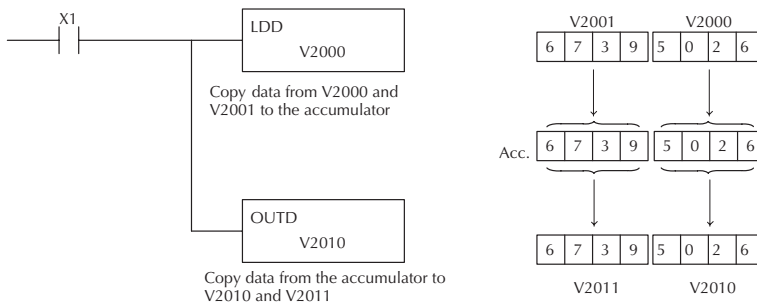 X1
LDD
V2000
Copy data from V2000 and
V2001 to the accumulator
OUTD
V2010
Copy data from the accumulator to
V2010 and V2011
V2001 V2000
6 7 3 9 5 0 2 6
Acc. 6 7 3 9 5 0 2 6
6 7 3 9 5 0 2 6
V2011 V2010